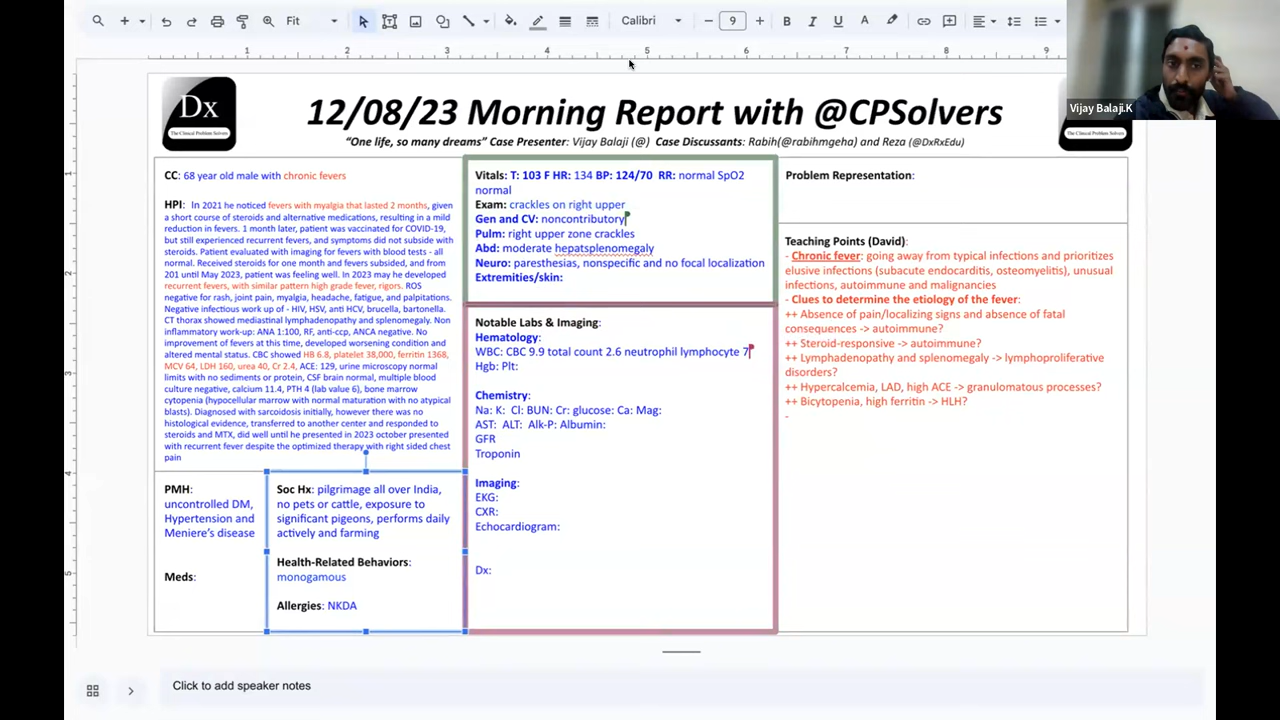 Fit
Calibri
9
1 2 3 4 5 6 7 8 9
Vijay Balaji.K
Dx
The Clinical Problem Solvers
12/08/23 Morning Report with @CPSolvers
“One life, so many dreams” Case Presenter: Vijay Balaji (@) Case Discussants: Rabih(@rabihmgeha) and Reza (@DxRxEdu)
The Clinical Problem Solvers
CC: 68 year old male with chronic fevers
HPI: In 2021 he noticed fevers with myalgia that lasted 2 months, given
a short course of steroids and alternative medications, resulting in a mild
reduction in fevers. 1 month later, patient was vaccinated for COVID-19,
but still experienced recurrent fevers, and symptoms did not subside with
steroids. Patient evaluated with imaging for fevers with blood tests - all
normal. Received steroids for one month and fevers subsided, and from
201 until May 2023, patient was feeling well. In 2023 may he developed
recurrent fevers, with similar pattern high grade fever, rigors. ROS
negative for rash, joint pain, myalgia, headache, fatigue, and palpitations.
Negative infectious work up of - HIV, HSV, anti HCV, brucella, bartonella.
CT thorax showed mediastinal lymphadenopathy and splenomegaly. Non
inflammatory work-up: ANA 1:100, RF, anti-ccp, ANCA negative. No
improvement of fevers at this time, developed worsening condition and
altered mental status. CBC showed HB 6.8, platelet 38,000, ferritin 1368,
MCV 64, LDH 160, urea 40, Cr 2.4, ACE: 129, urine microscopy normal
limits with no sediments or protein, CSF brain normal, multiple blood
culture negative, calcium 11.4, PTH 4 (lab value 6), bone marrow
cytopenia (hypocellular marrow with normal maturation with no atypical
blasts). Diagnosed with sarcoidosis initially, however there was no
histological evidence, transferred to another center and responded to
steroids and MTX, did well until he presented in 2023 october presented
with recurrent fever despite the optimized therapy with right sided chest
pain
PMH:
uncontrolled DM,
Hypertension and
Meniere’s disease
Meds:
Soc Hx: pilgrimage all over India,
no pets or cattle, exposure to
significant pigeons, performs daily
actively and farming
Health-Related Behaviors:
monogamous
Allergies: NKDA
Vitals: T: 103 F HR: 134 BP: 124/70 RR: normal SpO2
normal
Exam: crackles on right upper
Gen and CV: noncontributory
Pulm: right upper zone crackles
Abd: moderate hepatsplenomegaly
Neuro: paresthesias, nonspecific and no focal localization
Extremities/skin:
Notable Labs & Imaging:
Hematology:
WBC: CBC 9.9 total count 2.6 neutrophil lymphocyte 7
Hgb: Plt:
Chemistry:
Na: K: Cl: BUN: Cr: glucose: Ca: Mag:
AST: ALT: Alk-P: Albumin:
GFR
Troponin
Imaging:
EKG:
CXR:
Echocardiogram:
Dx:
Problem Representation:
Teaching Points (David):
- Chronic fever: going away from typical infections and prioritizes
elusive infections (subacute endocarditis, osteomyelitis), unusual
infections, autoimmune and malignancies
- Clues to determine the etiology of the fever:
++ Absence of pain/localizing signs and absence of fatal
consequences -> autoimmune?
++ Steroid-responsive -> autoimmune?
++ Lymphadenopathy and splenomegaly -> lymphoproliferative
disorders?
++ Hypercalcemia, LAD, high ACE -> granulomatous processes?
++ Bicytopenia, high ferritin -> HLH?
-
Click to add speaker notes